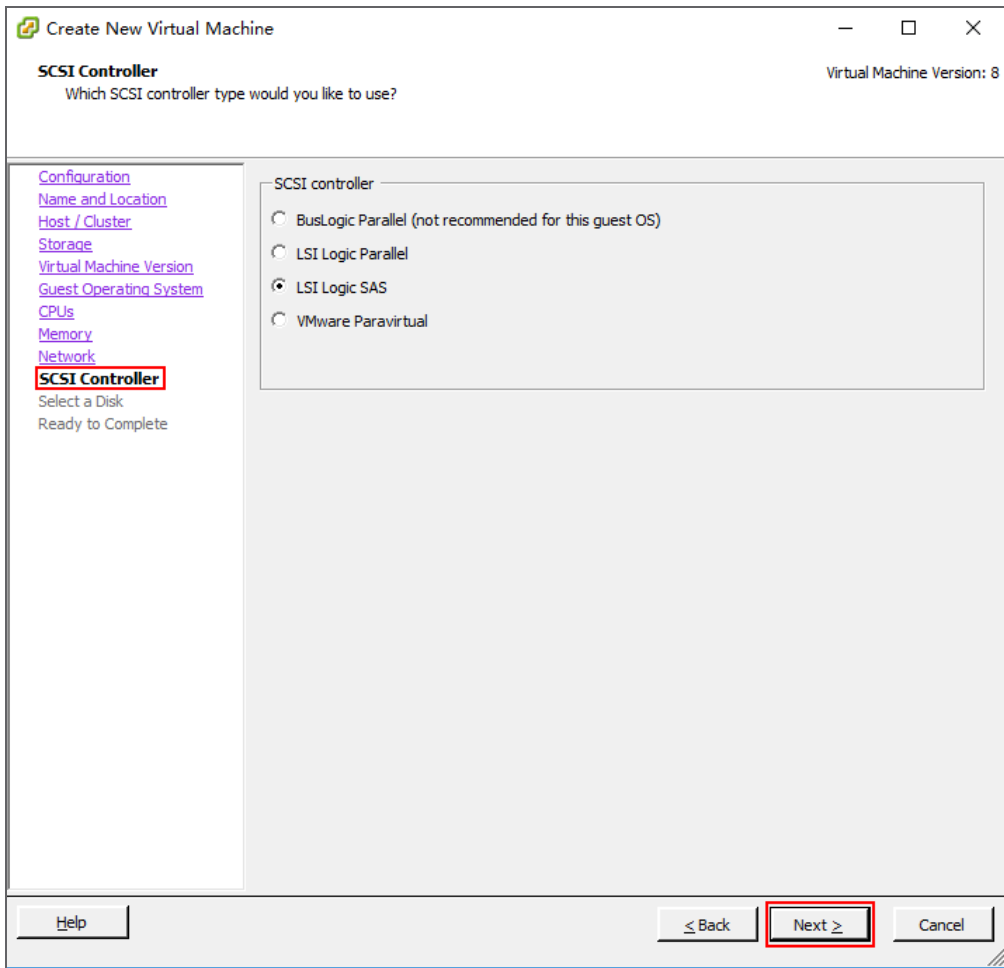 Create New Virtual Machine
SCSI Controller
Virtual Machine Version: 8
Which SCSI controller type would you like to use?
Configuration
Name and Location
Host / Cluster
Storage
Virtual Machine Version
Guest Operating System
CPUs
Memory
Network
SCSI Controller
Select a Disk
Ready to Complete
SCSI controller
BusLogic Parallel (not recommended for this guest OS)
LSI Logic Parallel
LSI Logic SAS
VMware Paravirtual
Help
< Back
Next >
Cancel